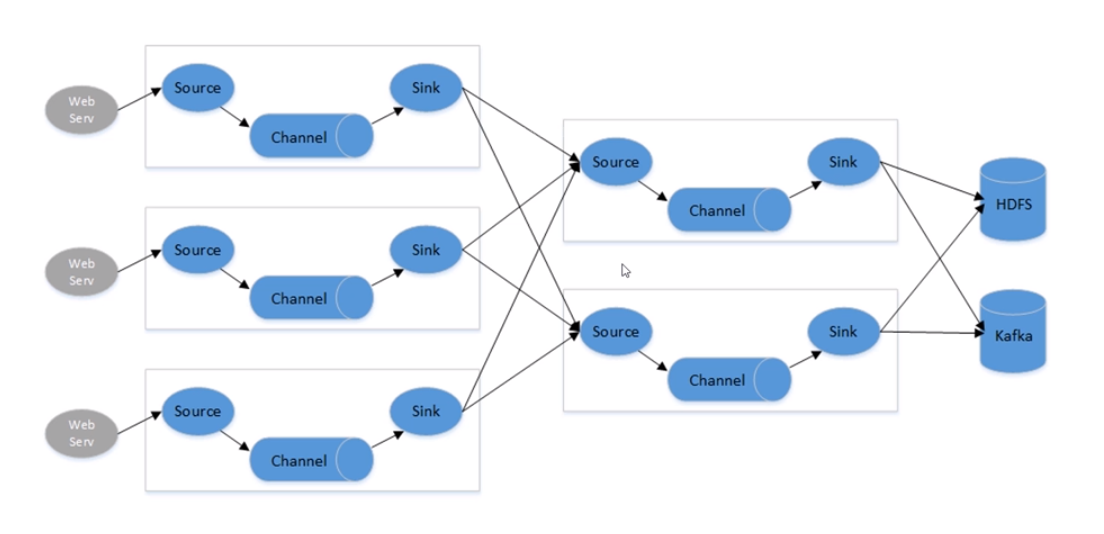 Web
Serv
Source
Channel
Sink
Web
Serv
Source
Channel
Sink
Web
Serv
Source
Channel
Sink
Source
Channel
Sink
Source
Channel
Sink
HDFS
Kafka